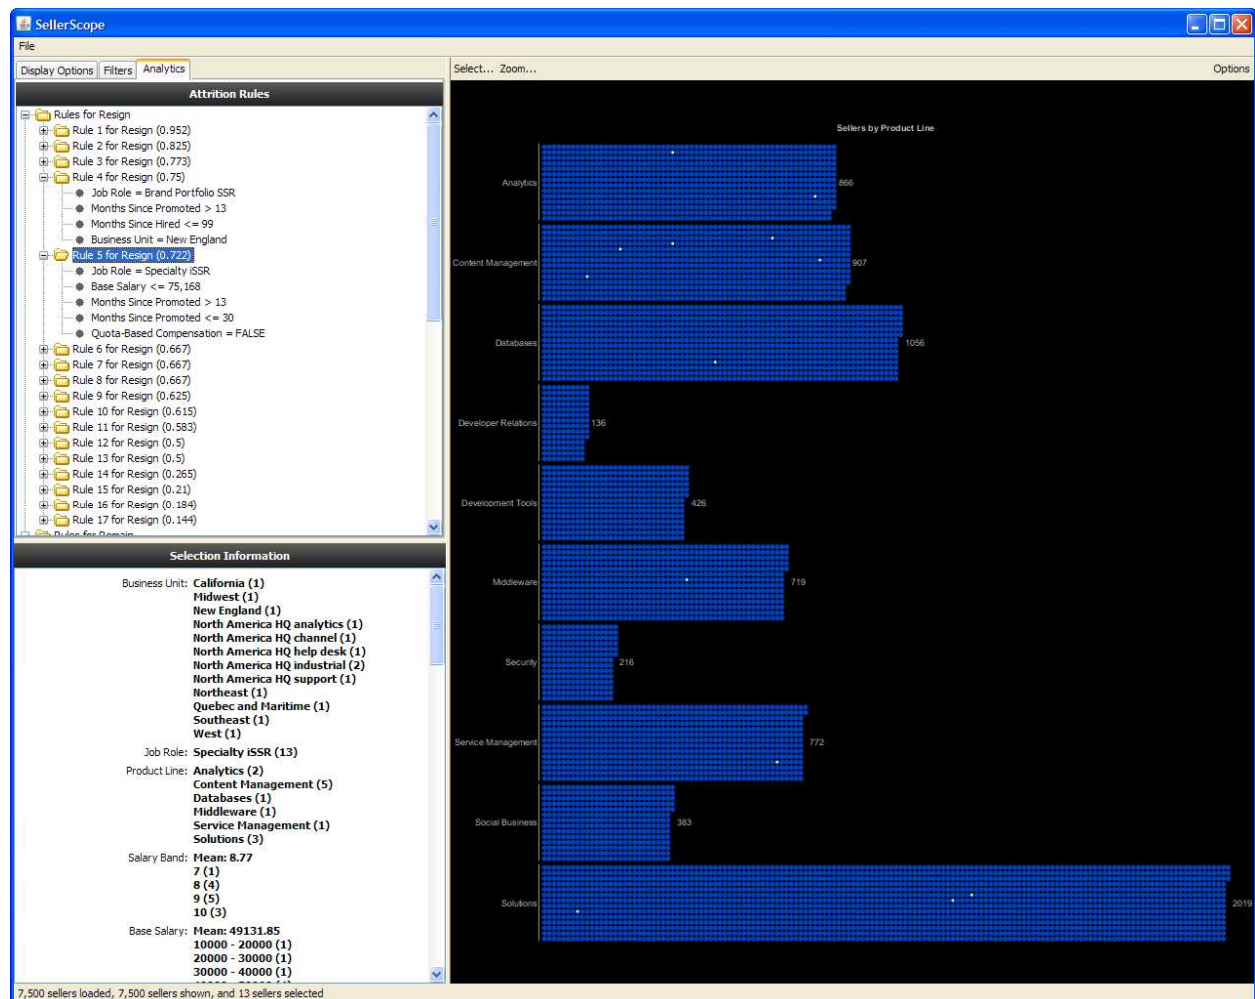 SellerScope
File
Display Options Filters Analytics
Attrition Rules
Rules for Resign
Rule 1 for Resign (0.952)
Rule 2 for Resign (0.825)
Rule 3 for Resign (0.773)
Rule 4 for Resign (0.75)
Job Role = Brand Portfolio SSR
Months Since Promoted > 13
Months Since Hired <= 99
Business Unit = New England
Rule 5 for Resign (0.722)
Job Role = Specialty iSSR
Base Salary <= 75,168
Months Since Promoted > 13
Months Since Promoted <= 30
Quota-Based Compensation = FALSE
Rule 6 for Resign (0.667)
Rule 7 for Resign (0.667)
Rule 8 for Resign (0.667)
Rule 9 for Resign (0.625)
Rule 10 for Resign (0.615)
Rule 11 for Resign (0.583)
Rule 12 for Resign (0.5)
Rule 13 for Resign (0.5)
Rule 14 for Resign (0.265)
Rule 15 for Resign (0.21)
Rule 16 for Resign (0.184)
Rule 17 for Resign (0.144)
Rules for Remain
Selection Information
Business Unit: California (1)
Midwest (1)
New England (1)
North America HQ analytics (1)
North America HQ channel (1)
North America HQ help desk (1)
North America HQ industrial (2)
North America HQ support (1)
Northeast (1)
Quebec and Maritime (1)
Southeast (1)
West (1)
Job Role: Specialty iSSR (13)
Product Line: Analytics (2)
Content Management (5)
Databases (1)
Middleware (1)
Service Management (1)
Solutions (3)
Salary Band: Mean: 8.77
7 (1)
8 (4)
9 (5)
10 (3)
Base Salary: Mean: 49131.85
10000 - 20000 (1)
20000 - 30000 (1)
30000 - 40000 (1)
7,500 sellers loaded, 7,500 sellers shown, and 13 sellers selected
Select... Zoom... Options
Sellers by Product Line
Analytics 866
Content Management 907
Databases 1056
Developer Relations 136
Development Tools 426
Middleware 719
Security 216
Service Management 772
Social Business 383
Solutions 2019